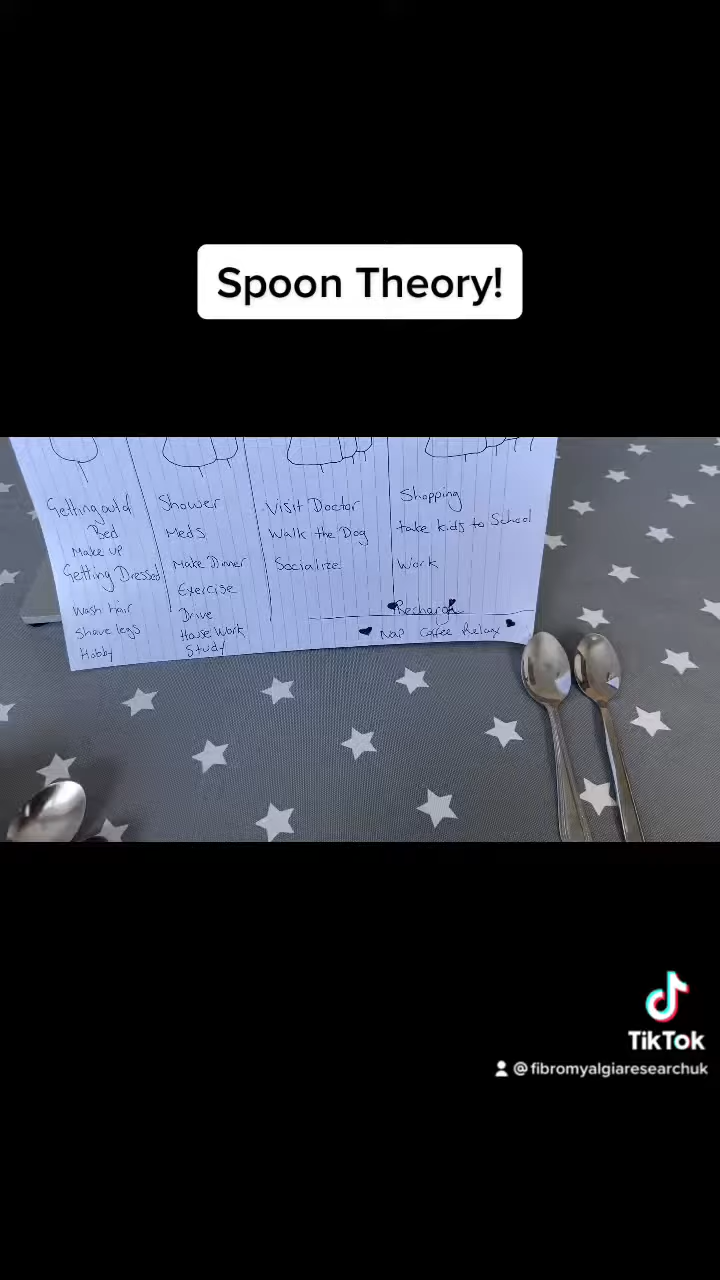 Spoon Theory!
Getting out of
Bed
Make up
Getting Dressed
Wash hair
Shave legs
Hobby
Shower
Meds
Make Dinner
Exercise
Drive
House Work
Study
Visit Doctor
Walk the Dog
Socialize
Shopping
take kids to School
Work
Recharge
Nap Coffee Relax
TikTok
@fibromyalgiaresearchuk